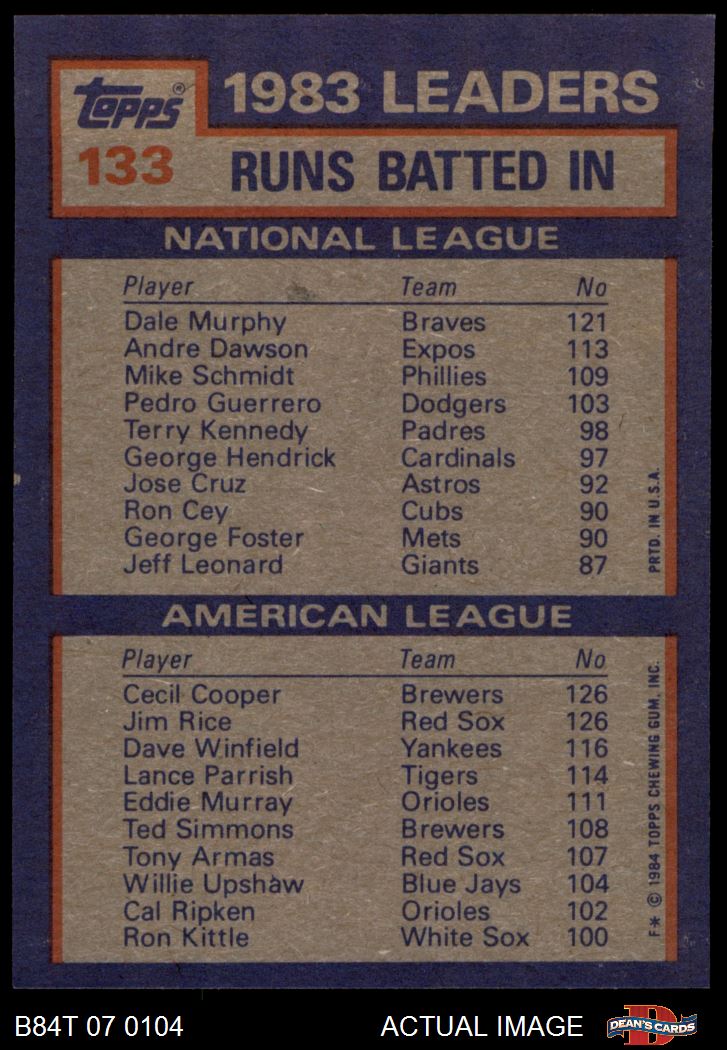 Topps®
1983 LEADERS
133
RUNS BATTED IN
NATIONAL LEAGUE
Player Team No
Dale Murphy Braves 121
Andre Dawson Expos 113
Mike Schmidt Phillies 109
Pedro Guerrero Dodgers 103
Terry Kennedy Padres 98
George Hendrick Cardinals 97
Jose Cruz Astros 92
Ron Cey Cubs 90
George Foster Mets 90
Jeff Leonard Giants 87
PRTD. IN U.S.A.
AMERICAN LEAGUE
Player Team No
Cecil Cooper Brewers 126
Jim Rice Red Sox 126
Dave Winfield Yankees 116
Lance Parrish Tigers 114
Eddie Murray Orioles 111
Ted Simmons Brewers 108
Tony Armas Red Sox 107
Willie Upshaw Blue Jays 104
Cal Ripken Orioles 102
Ron Kittle White Sox 100
F* © 1984 TOPPS CHEWING GUM, INC.
B84T 07 0104 ACTUAL IMAGE
D
DEAN'S CARDS